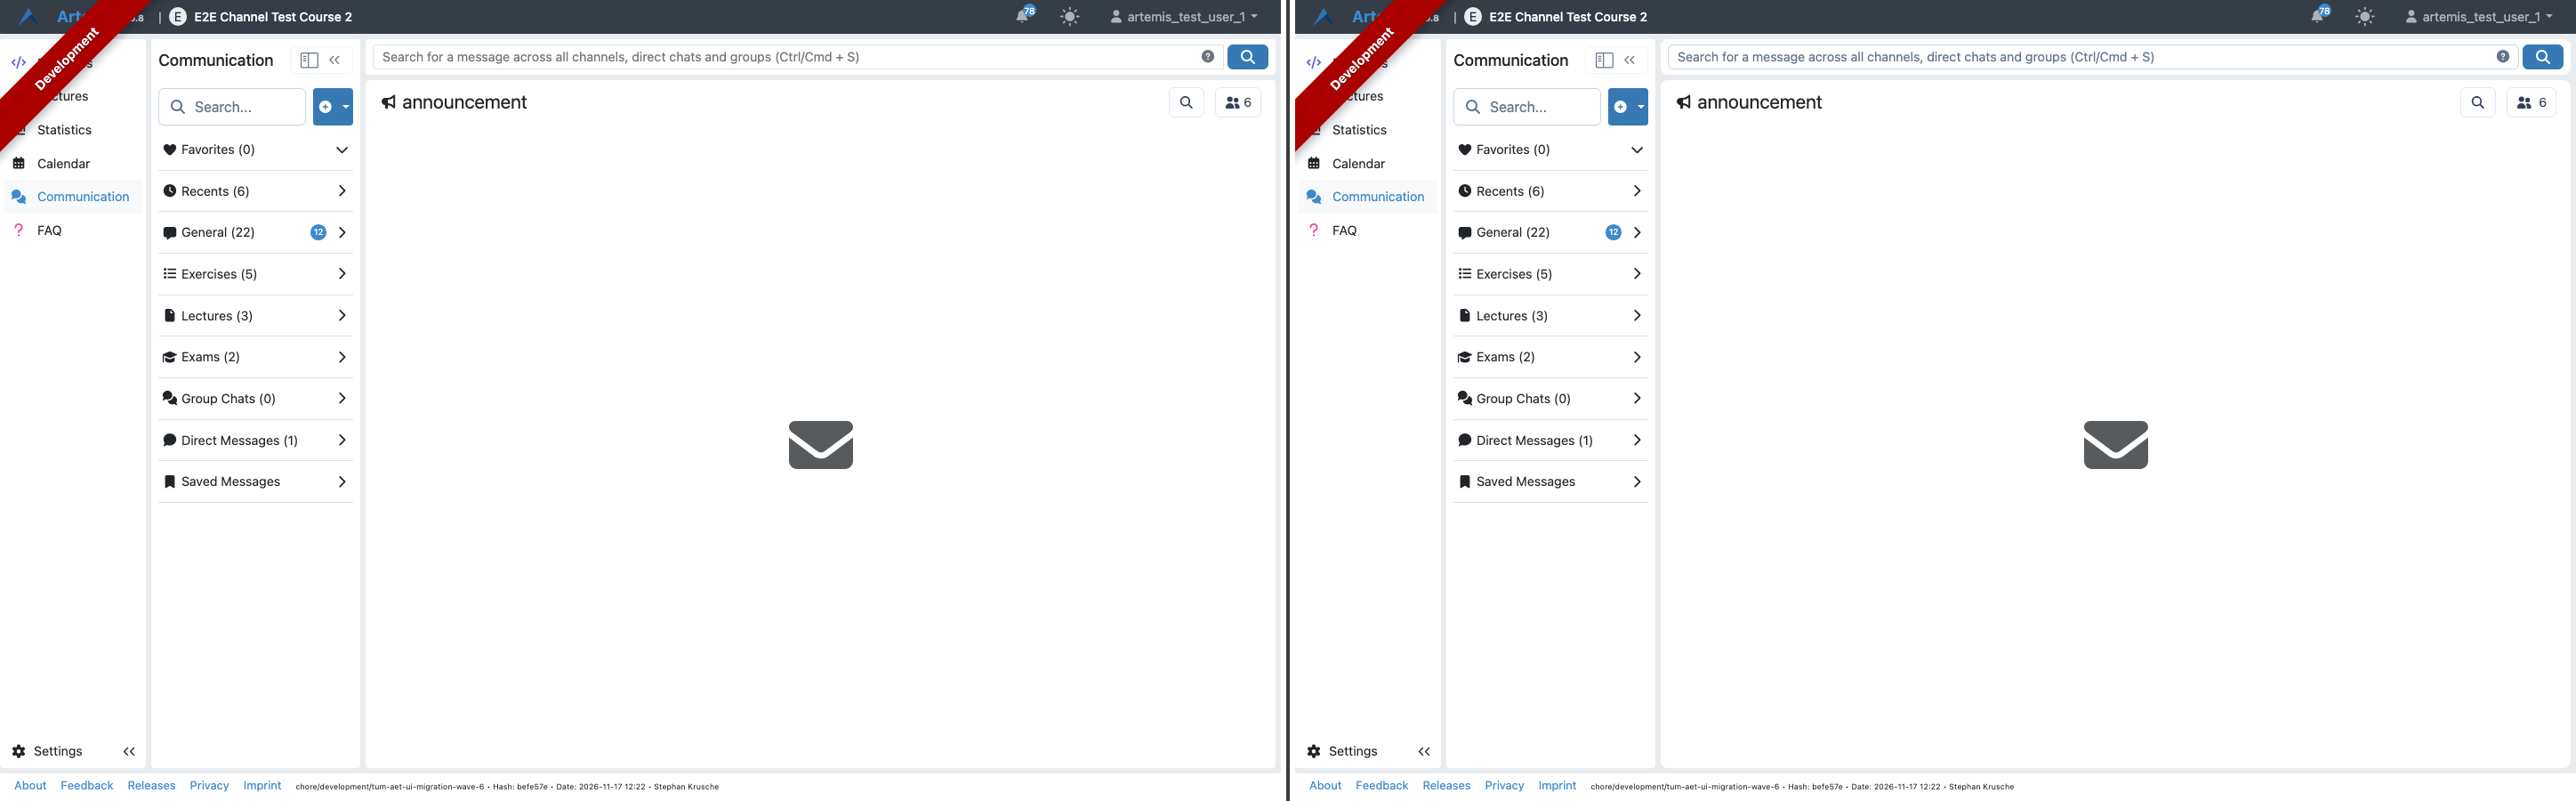 Development
| E E2E Channel Test Course 2
78
artemis_test_user_1
Communication
Search for a message across all channels, direct chats and groups (Ctrl/Cmd + S)
Search...
announcement
6
Statistics
Calendar
Communication
FAQ
Favorites (0)
Recents (6)
General (22) 12
Exercises (5)
Lectures (3)
Exams (2)
Group Chats (0)
Direct Messages (1)
Saved Messages
Settings
About Feedback Releases Privacy Imprint chore/development/tum-aet-ui-migration-wave-6 • Hash: befe57e • Date: 2026-11-17 12:22 • Stephan Krusche
Development
| E E2E Channel Test Course 2
78
artemis_test_user_1
Communication
Search for a message across all channels, direct chats and groups (Ctrl/Cmd + S)
Search...
announcement
6
Statistics
Calendar
Communication
FAQ
Favorites (0)
Recents (6)
General (22) 12
Exercises (5)
Lectures (3)
Exams (2)
Group Chats (0)
Direct Messages (1)
Saved Messages
Settings
About Feedback Releases Privacy Imprint chore/development/tum-aet-ui-migration-wave-6 • Hash: befe57e • Date: 2026-11-17 12:22 • Stephan Krusche